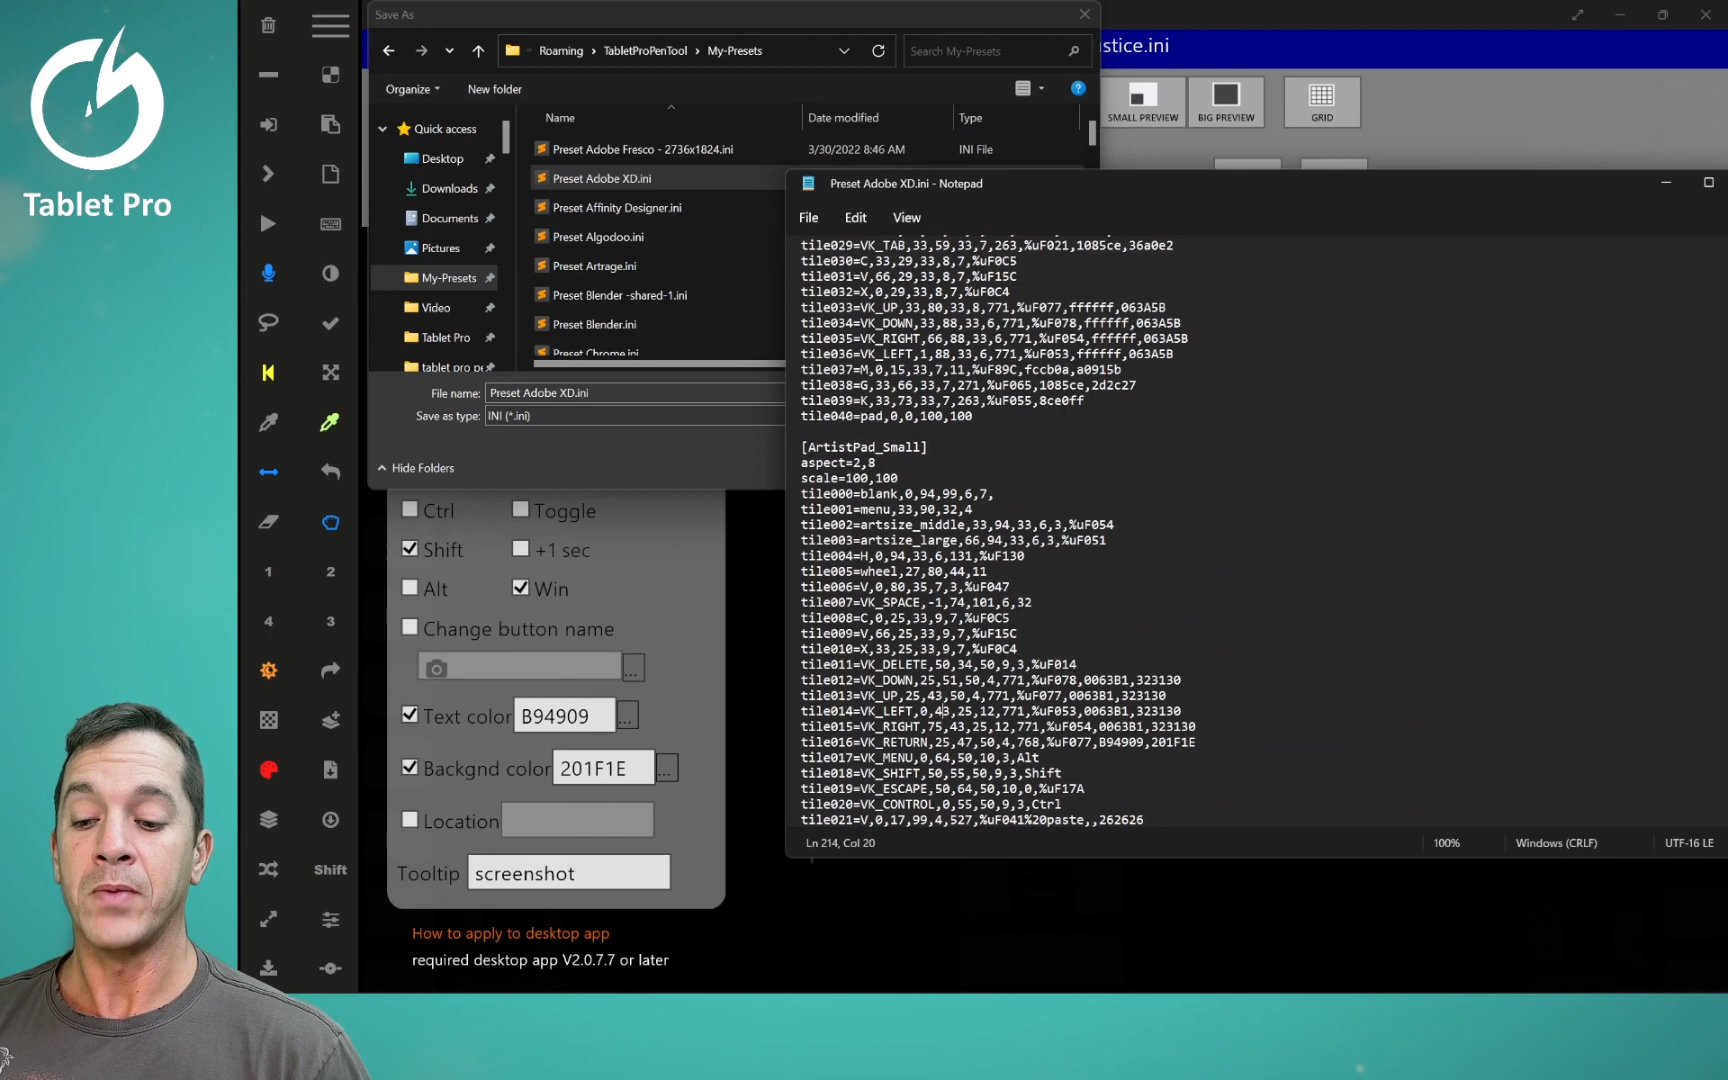 Tablet Pro
Save As
Roaming > TabletProPenTool > My-Presets
Search My-Presets
stice.ini
Organize
New folder
SMALL PREVIEW
BIG PREVIEW
GRID
Name
Date modified
Type
Quick access
Desktop
Downloads
Documents
Pictures
My-Presets
Video
Tablet Pro
tablet pro pe
Preset Adobe Fresco - 2736x1824.ini
3/30/2022 8:46 AM
INI File
Preset Adobe XD.ini
Preset Affinity Designer.ini
Preset Algodoo.ini
Preset Artrage.ini
Preset Blender -shared-1.ini
Preset Blender.ini
Preset Chrome.ini
File name:
Preset Adobe XD.ini
Save as type:
INI (*.ini)
Hide Folders
Preset Adobe XD.ini - Notepad
File
Edit
View
tile029=VK_TAB,33,59,33,7,263,%uF021,1085ce,36a0e2
tile030=C,33,29,33,8,7,%uF0C5
tile031=V,66,29,33,8,7,%uF15C
tile032=X,0,29,33,8,7,%uF0C4
tile033=VK_UP,33,80,33,8,771,%uF077,ffffff,063A5B
tile034=VK_DOWN,33,88,33,6,771,%uF078,ffffff,063A5B
tile035=VK_RIGHT,66,88,33,6,771,%uF054,ffffff,063A5B
tile036=VK_LEFT,1,88,33,6,771,%uF053,ffffff,063A5B
tile037=M,0,15,33,7,11,%uF89C,fccb0a,a0915b
tile038=G,33,66,33,7,271,%uF065,1085ce,2d2c27
tile039=K,33,73,33,7,263,%uF055,8ce0ff
tile040=pad,0,0,100,100
[ArtistPad_Small]
aspect=2,8
scale=100,100
tile000=blank,0,94,99,6,7,
tile001=menu,33,90,32,4
tile002=artsize_middle,33,94,33,6,3,%uF054
tile003=artsize_large,66,94,33,6,3,%uF051
tile004=H,0,94,33,6,131,%uF130
tile005=wheel,27,80,44,11
tile006=V,0,80,35,7,3,%uF047
tile007=VK_SPACE,-1,74,101,6,32
tile008=C,0,25,33,9,7,%uF0C5
tile009=V,66,25,33,9,7,%uF15C
tile010=X,33,25,33,9,7,%uF0C4
tile011=VK_DELETE,50,34,50,9,3,%uF014
tile012=VK_DOWN,25,51,50,4,771,%uF078,0063B1,323130
tile013=VK_UP,25,43,50,4,771,%uF077,0063B1,323130
tile014=VK_LEFT,0,43,25,12,771,%uF053,0063B1,323130
tile015=VK_RIGHT,75,43,25,12,771,%uF054,0063B1,323130
tile016=VK_RETURN,25,47,50,4,768,%uF077,B94909,201F1E
tile017=VK_MENU,0,64,50,10,3,Alt
tile018=VK_SHIFT,50,55,50,9,3,Shift
tile019=VK_ESCAPE,50,64,50,10,0,%uF17A
tile020=VK_CONTROL,0,55,50,9,3,Ctrl
tile021=V,0,17,99,4,527,%uF041%20paste,,262626
Ln 214, Col 20
100%
Windows (CRLF)
UTF-16 LE
Ctrl
Toggle
Shift
+1 sec
Alt
Win
Change button name
...
Text color
B94909
...
Backgnd color
201F1E
...
Location
Tooltip
screenshot
How to apply to desktop app
required desktop app V2.0.7.7 or later
1
2
4
3
Shift